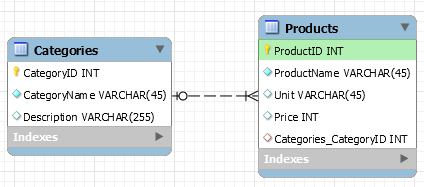 Categories
CategoryID INT
CategoryName VARCHAR(45)
Description VARCHAR(255)
Indexes
Products
ProductID INT
ProductName VARCHAR(45)
Unit VARCHAR(45)
Price INT
Categories_CategoryID INT
Indexes